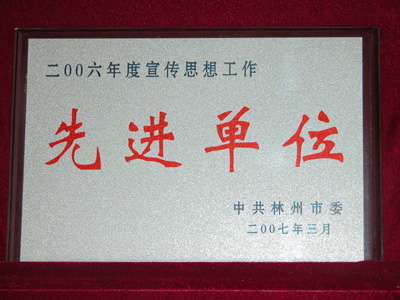 二〇〇六年度宣传思想工作
先进单位
中共林州市委
二〇〇七年三月